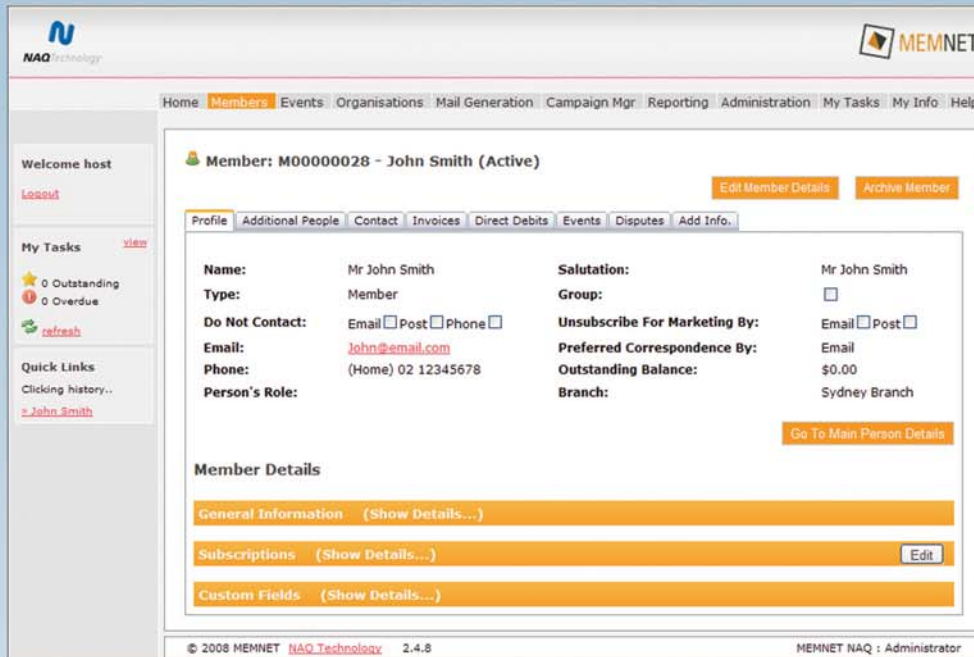 NAQTechnology
MEMNET
Home Members Events Organisations Mail Generation Campaign Mgr Reporting Administration My Tasks My Info Help
Welcome host
Logout
My Tasks view
0 Outstanding
0 Overdue
refresh
Quick Links
Clicking history..
» John Smith
Member: M00000028 - John Smith (Active)
Edit Member Details Archive Member
Profile Additional People Contact Invoices Direct Debits Events Disputes Add Info.
Name: Mr John Smith Salutation: Mr John Smith
Type: Member Group:
Do Not Contact: Email Post Phone Unsubscribe For Marketing By: Email Post
Email: John@email.com Preferred Correspondence By: Email
Phone: (Home) 02 12345678 Outstanding Balance: $0.00
Person's Role: Branch: Sydney Branch
Go To Main Person Details
Member Details
General Information (Show Details...)
Subscriptions (Show Details...) Edit
Custom Fields (Show Details...)
© 2008 MEMNET NAQ Technology 2.4.8 MEMNET NAQ : Administrator